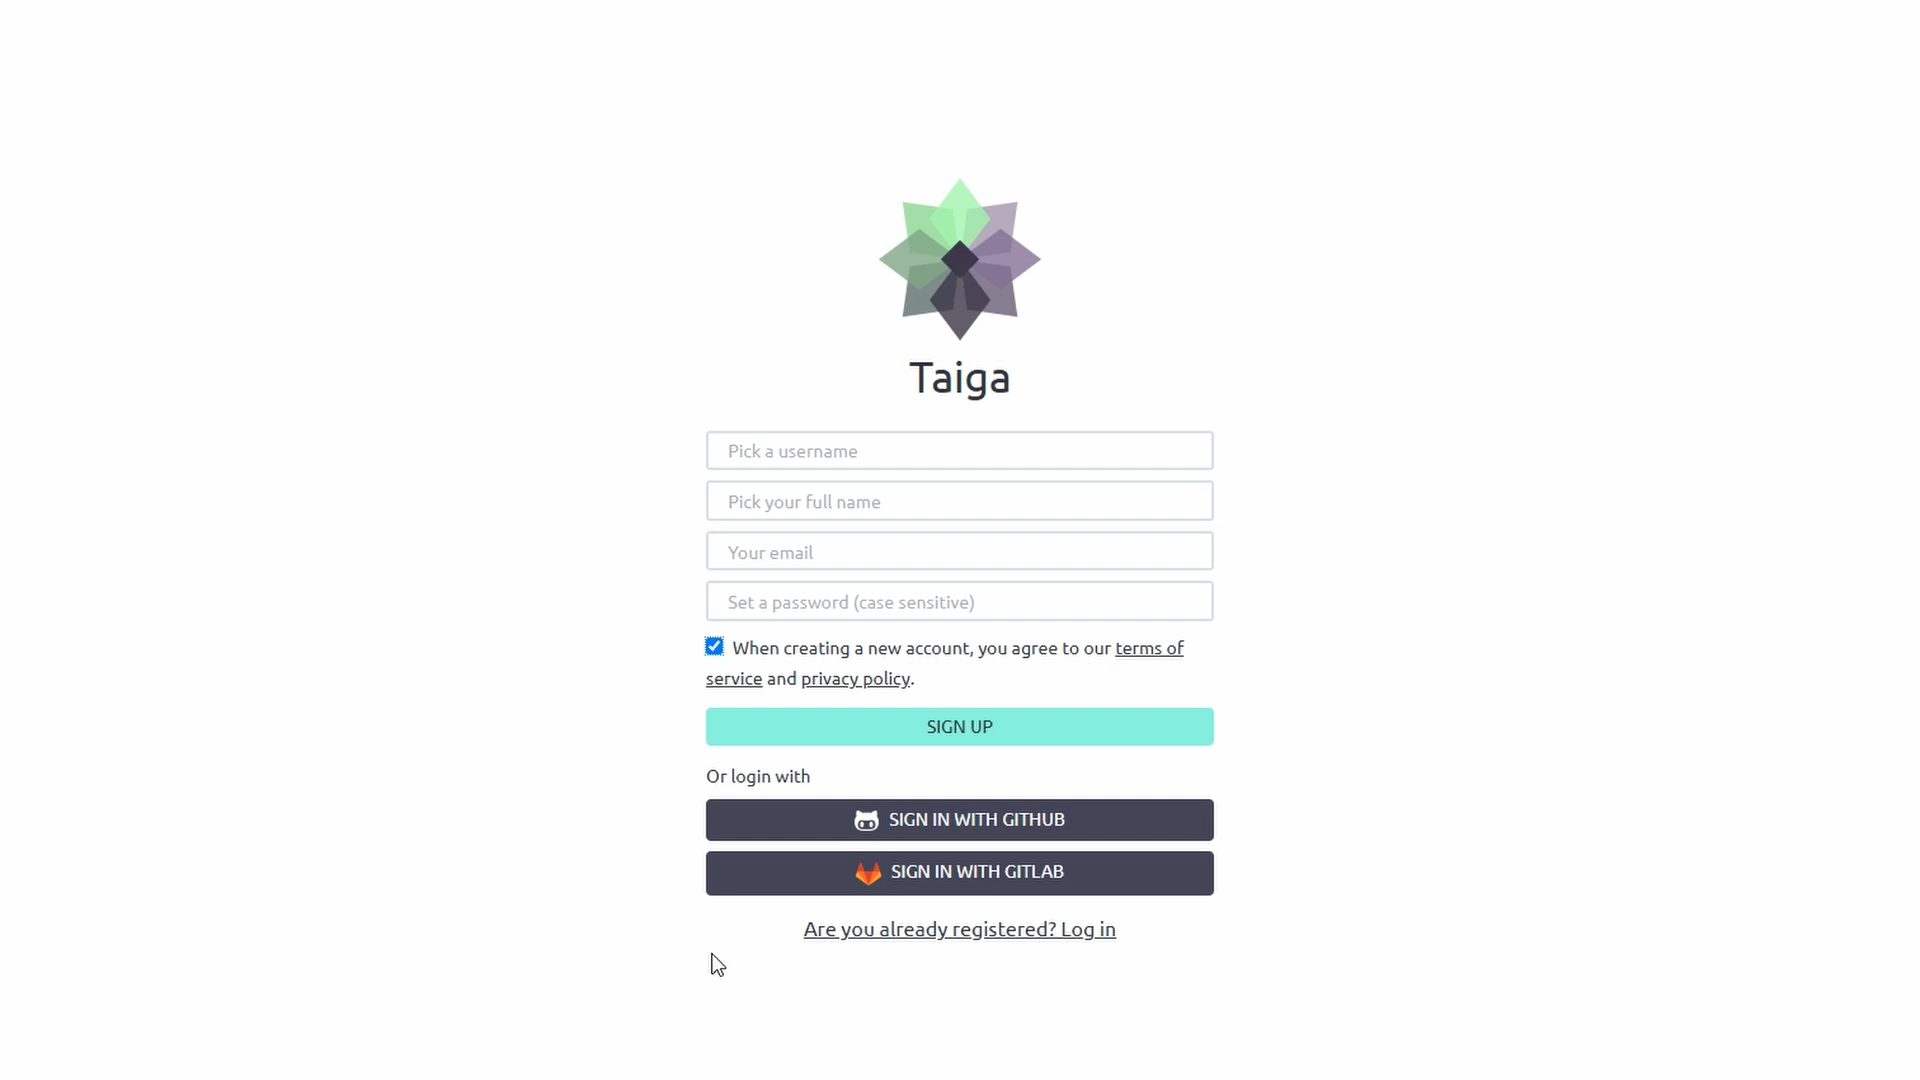 Taiga
Pick a username
Pick your full name
Your email
Set a password (case sensitive)
When creating a new account, you agree to our terms of
service and privacy policy.
SIGN UP
Or login with
SIGN IN WITH GITHUB
SIGN IN WITH GITLAB
Are you already registered? Log in